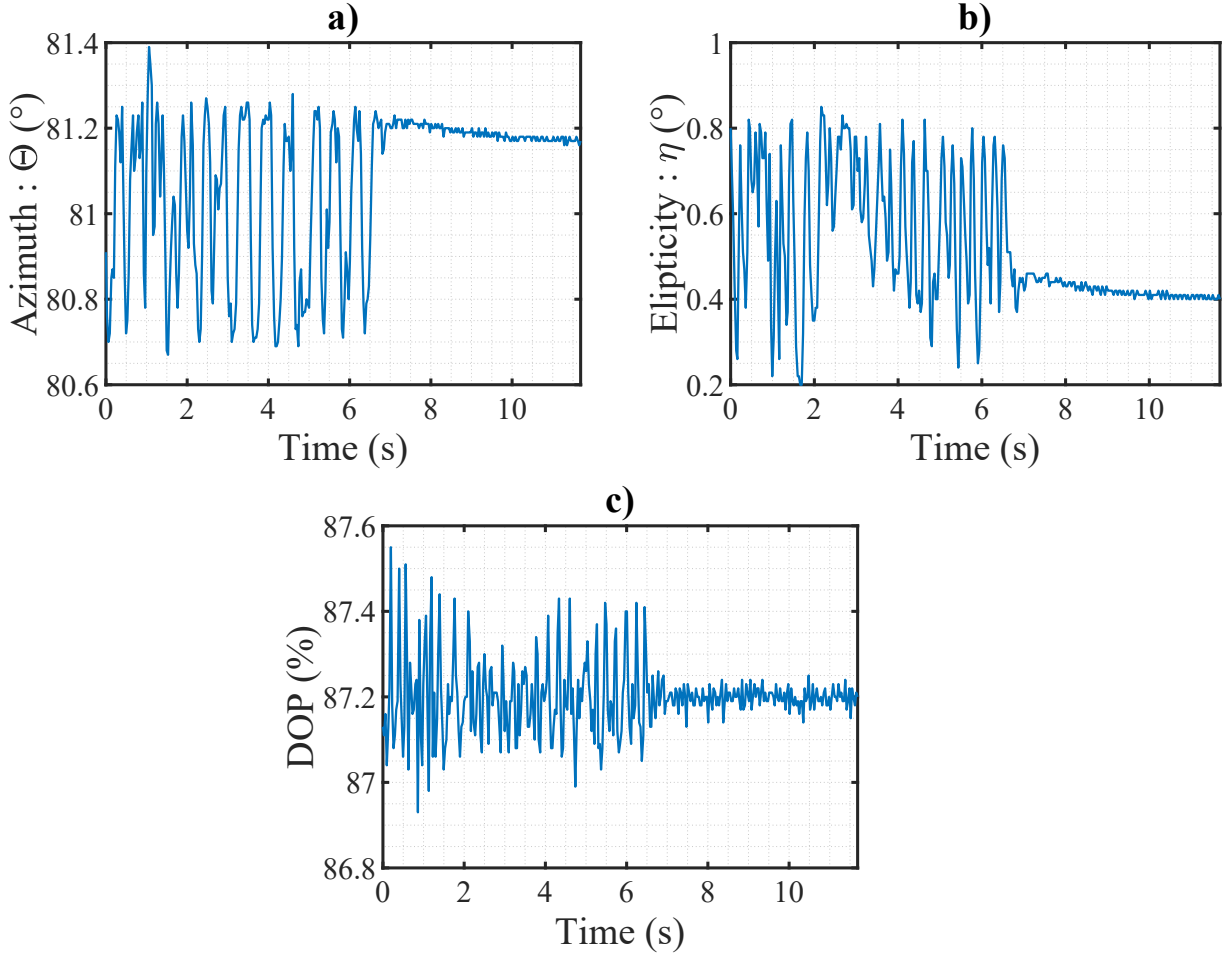 a)
81.4
81.2
81
80.8
80.6
Azimuth : Θ (°)
0 2 4 6 8 10
Time (s)
b)
1
0.8
0.6
0.4
0.2
Elipticity : η (°)
0 2 4 6 8 10
Time (s)
c)
87.6
87.4
87.2
87
86.8
DOP (%)
0 2 4 6 8 10
Time (s)